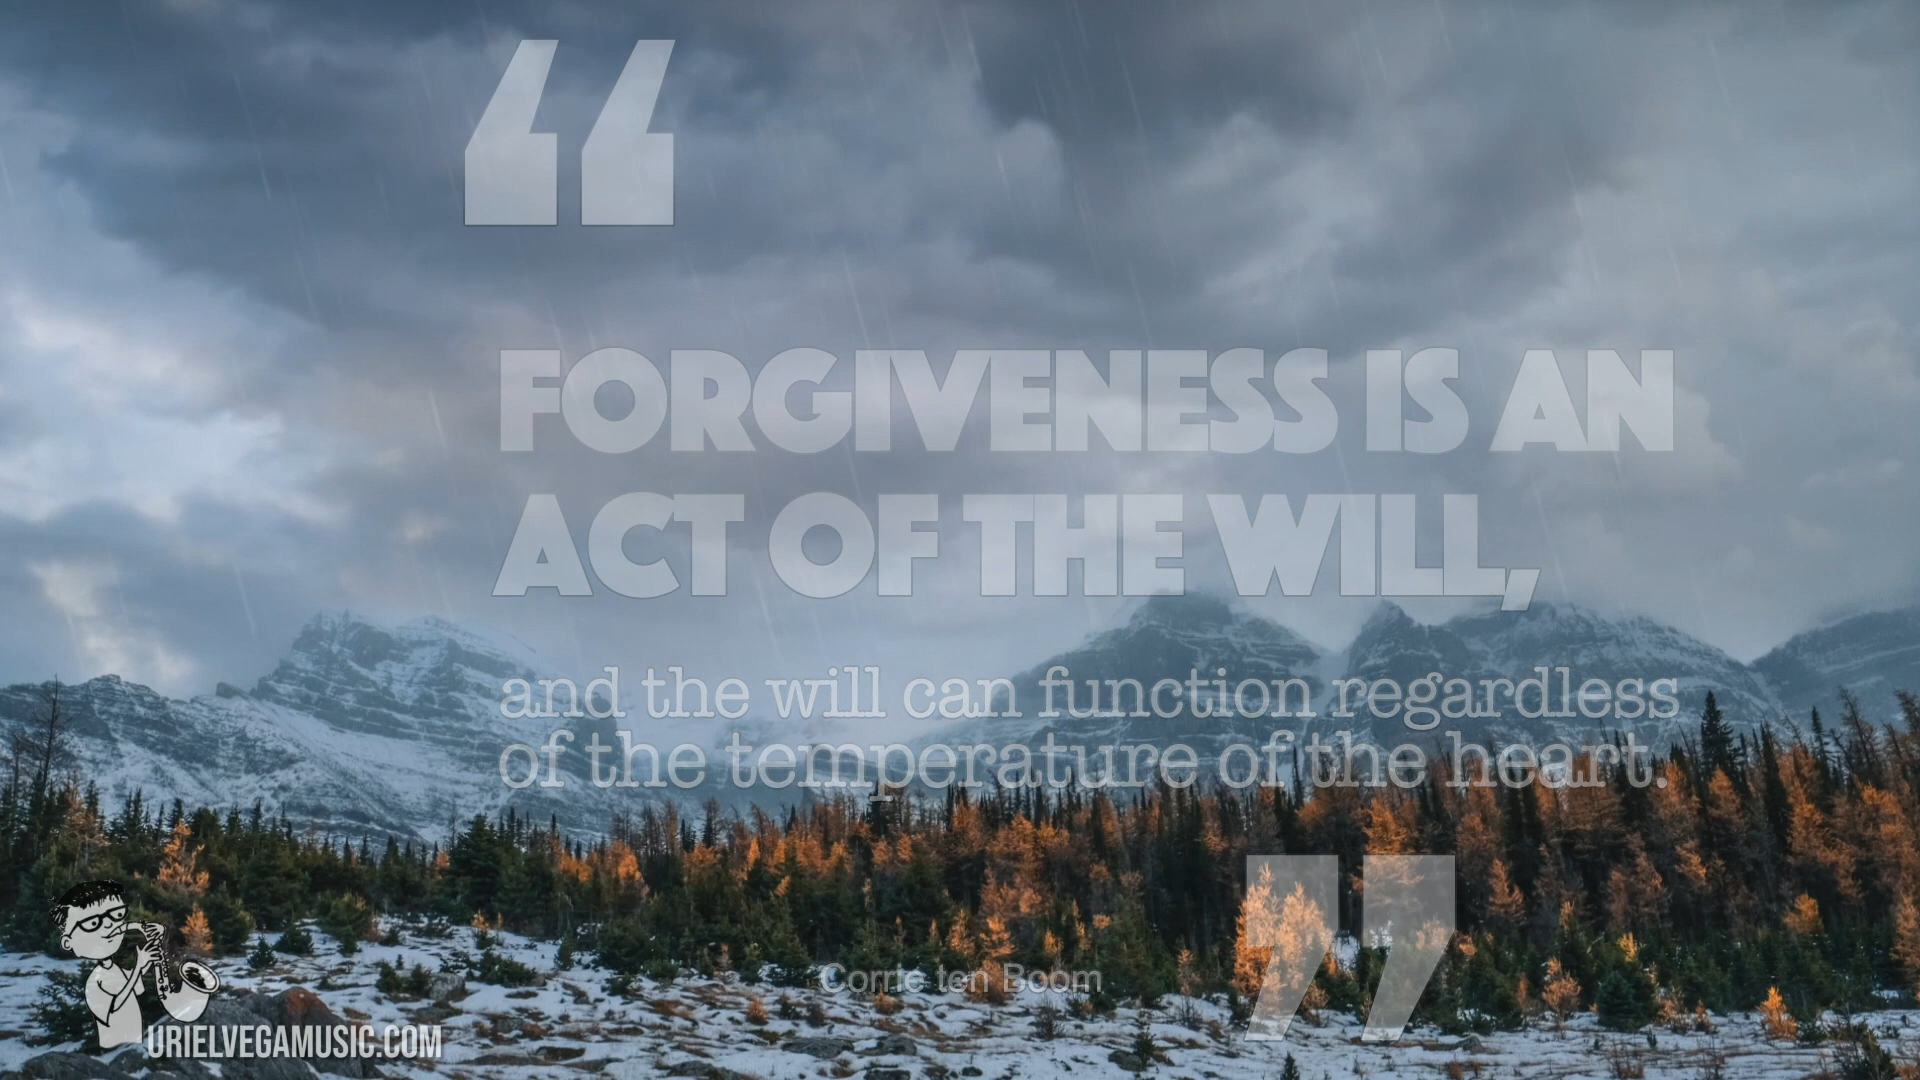 “
FORGIVENESS IS AN
ACT OF THE WILL,
and the will can function regardless
of the temperature of the heart.
”
Corrie ten Boom
URIELVEGAMUSIC.COM